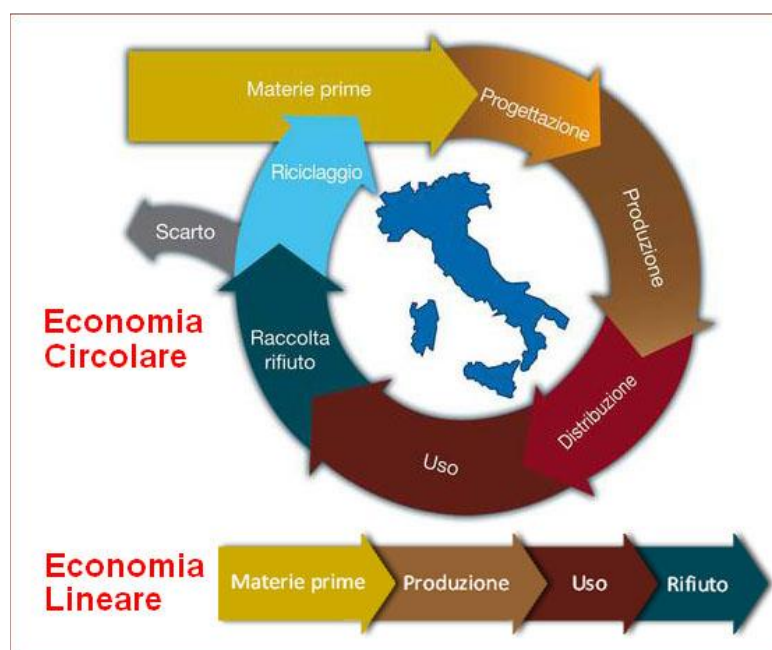 Materie prime
Progettazione
Produzione
Distribuzione
Uso
Raccolta
rifiuto
Riciclaggio
Scarto
Economia
Circolare
Economia
Lineare
Materie prime
Produzione
Uso
Rifiuto